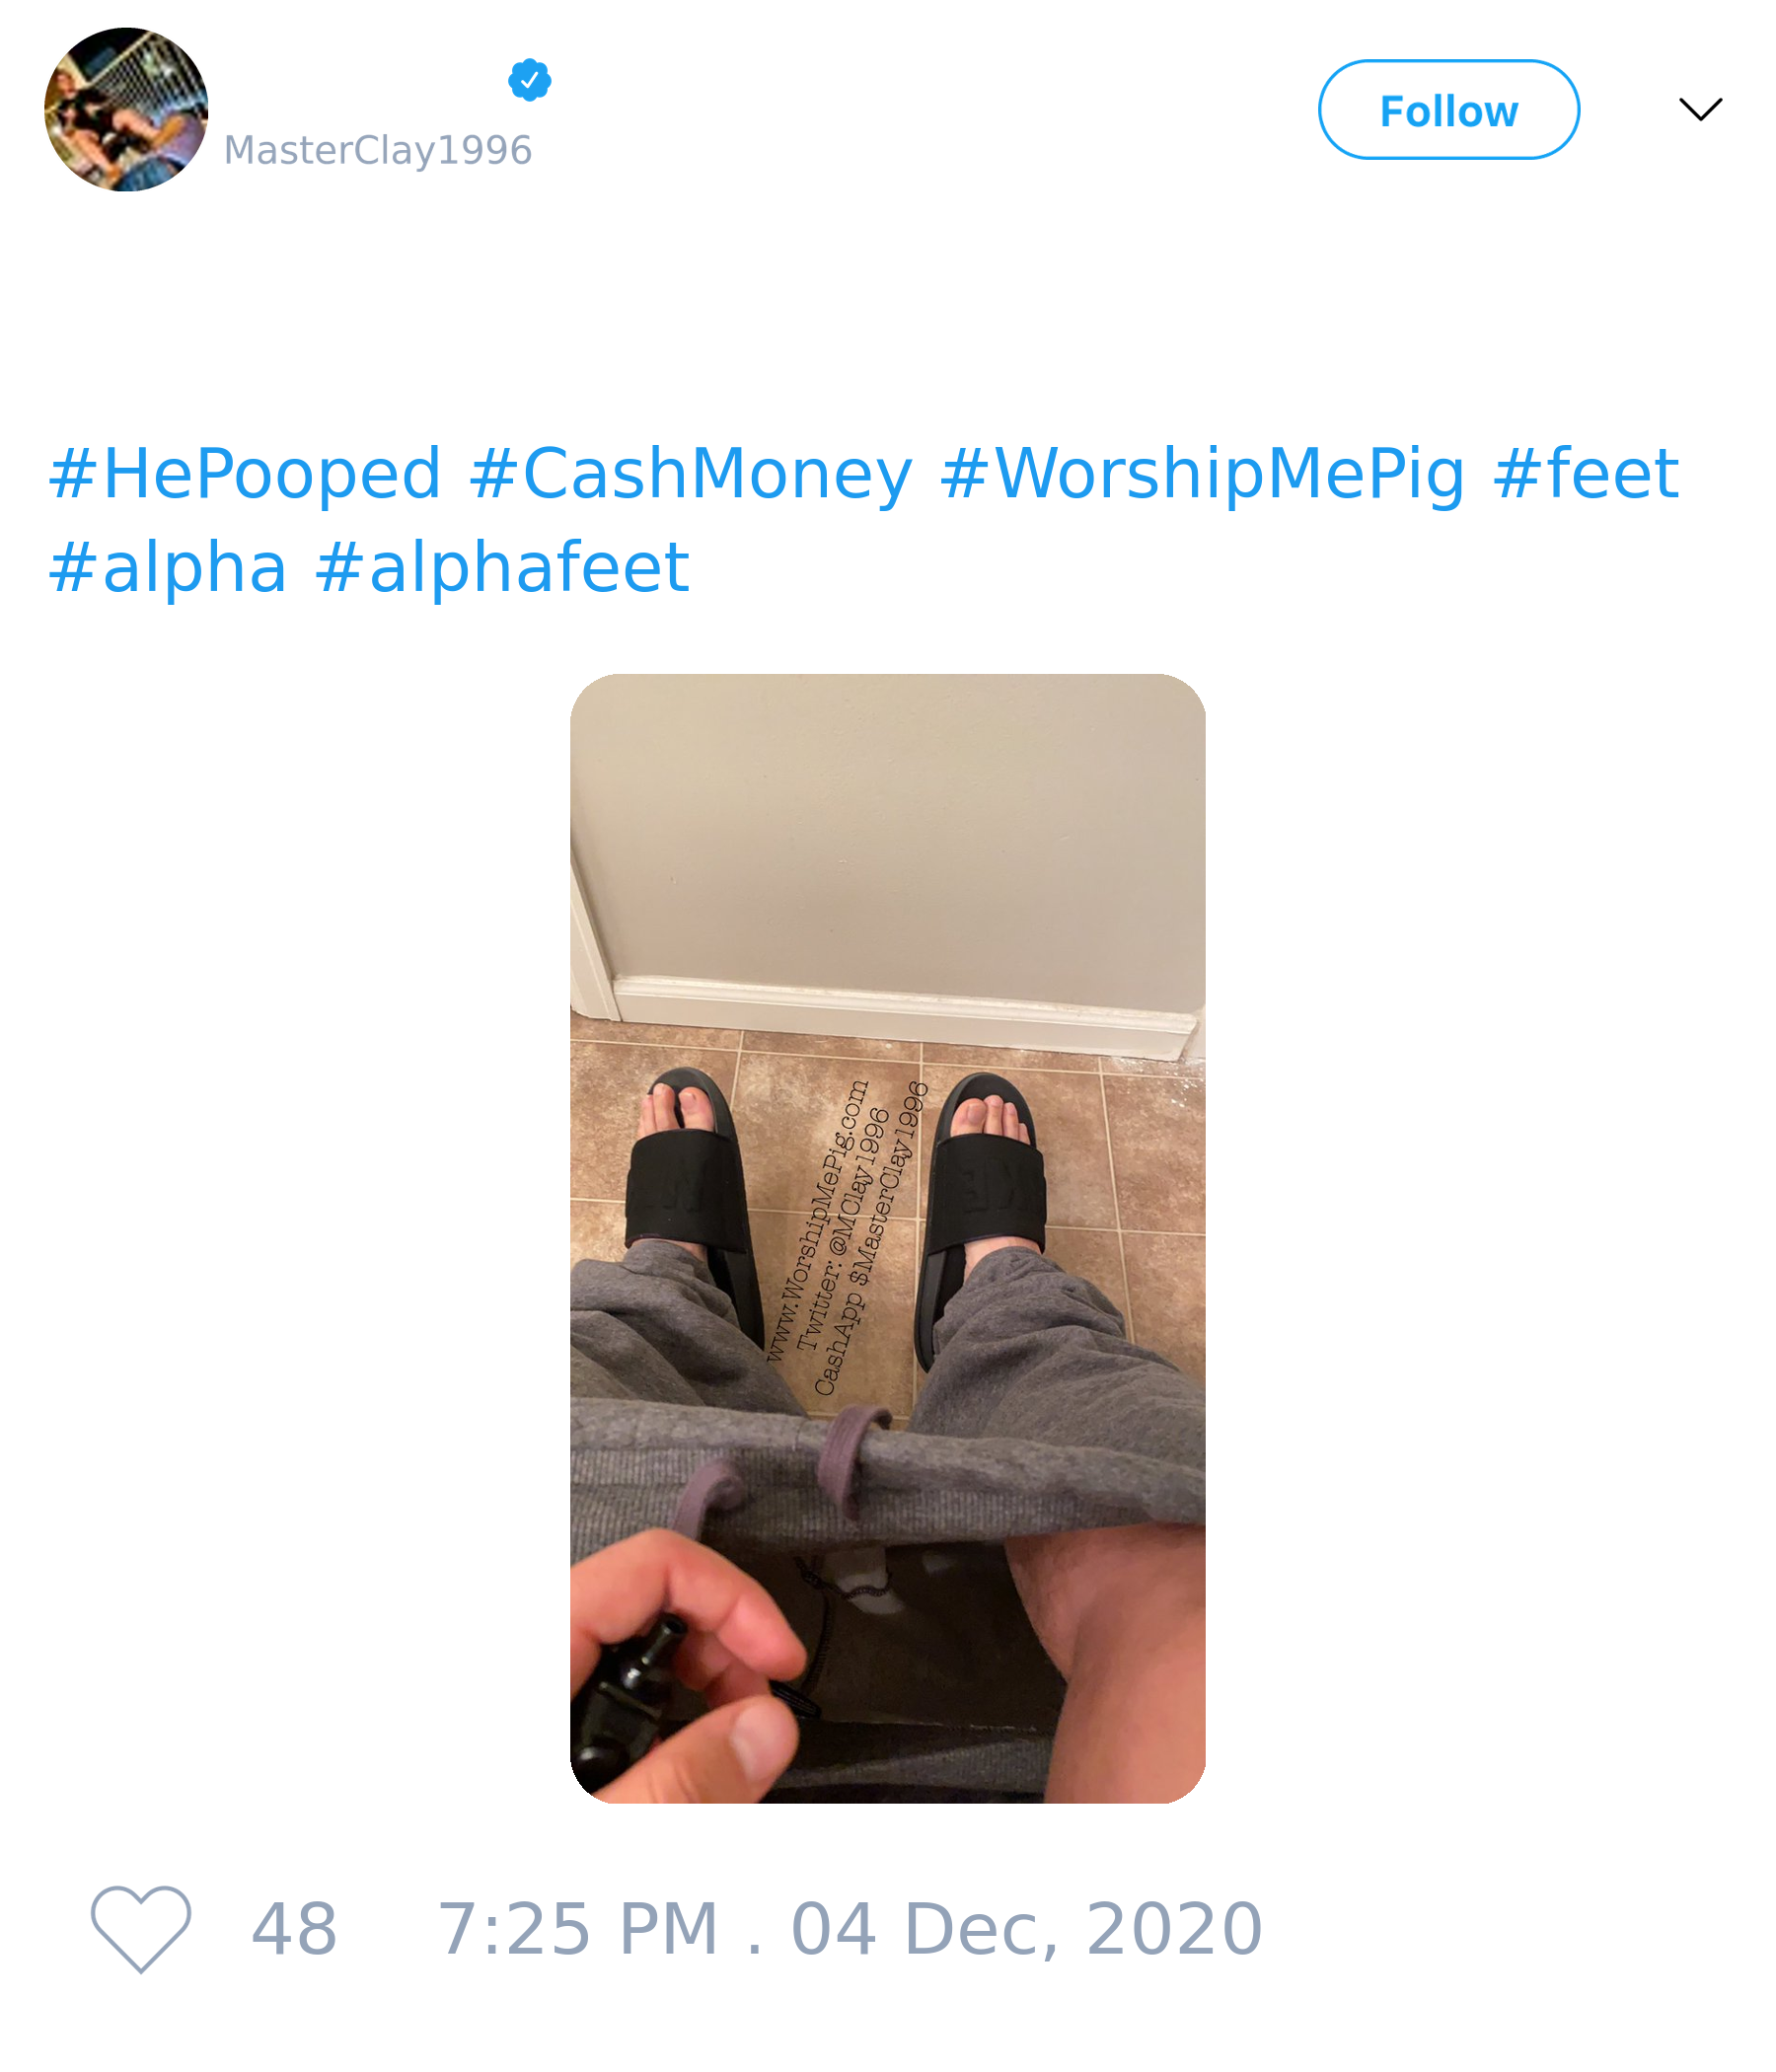 MasterClay1996
Follow
#HePooped #CashMoney #WorshipMePig #feet
#alpha #alphafeet
www.WorshipMePig.com
Twitter: @MClay1996
CashApp $MasterClay1996
48 7:25 PM . 04 Dec, 2020